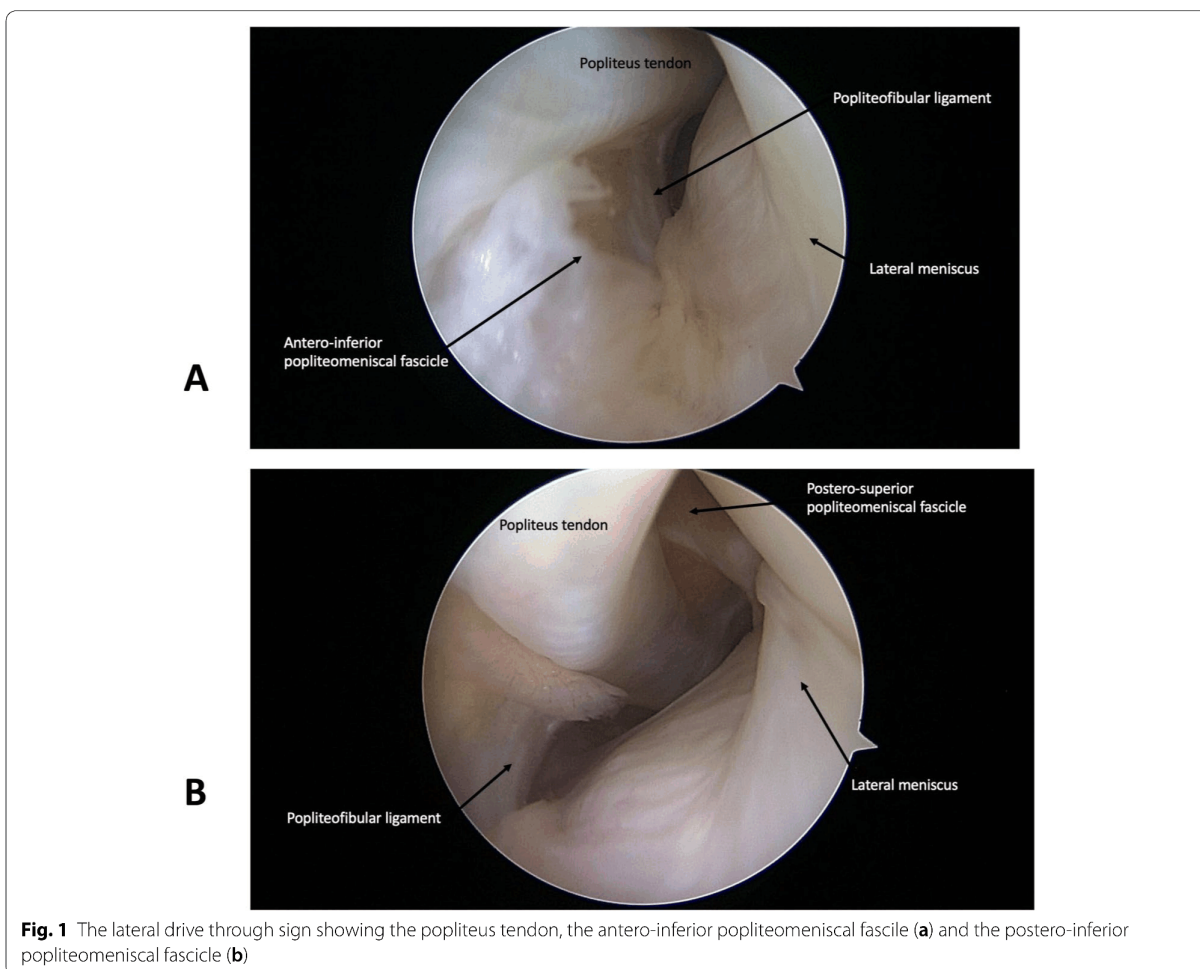 Popliteus tendon
Popliteofibular ligament
Lateral meniscus
Antero-inferior
popliteomeniscal fascicle
A
Postero-superior
popliteomeniscal fascicle
Popliteus tendon
Lateral meniscus
B
Popliteofibular ligament
Fig. 1 The lateral drive through sign showing the popliteus tendon, the antero-inferior popliteomeniscal fascile (a) and the postero-inferior
popliteomeniscal fascicle (b)